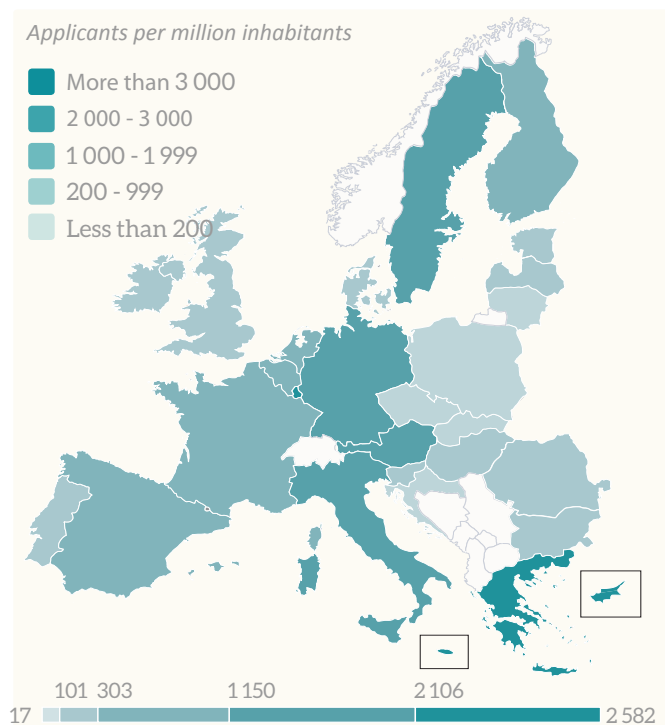 Applicants per million inhabitants
More than 3 000
2 000 - 3 000
1 000 - 1 999
200 - 999
Less than 200
101 303 1 150 2 106
17 2 582